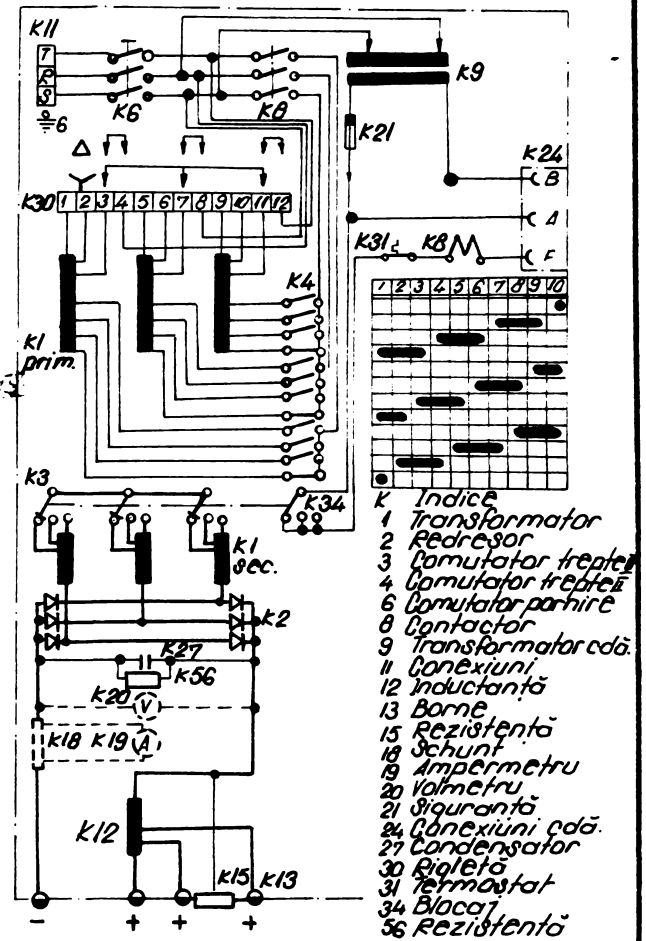 K11
T
R
S
6
K6
K8
K9
K21
K24
B
A
F
K31
K8
K30
1 2 3 4 5 6 7 8 9 10 11 12
K4
K1
prim.
1 2 3 4 5 6 7 8 9 10
K3
K34
K1
sec.
K2
K27
K56
K20
V
K18
K19
A
K12
K15
K13
- + + +
K Indice
1 Transformator
2 Redresor
3 Comutator trepte I
4 Comutator trepte II
6 Comutator pornire
8 Contactor
9 Transformator cdă.
11 Conexiuni
12 Inductanță
13 Borne
15 Rezistență
18 Schunt
19 Ampermetru
20 Voltmetru
21 Siguranță
24 Conexiuni cdă.
27 Condensator
30 Rigletă
31 Termostat
34 Blocaj
56 Rezistență